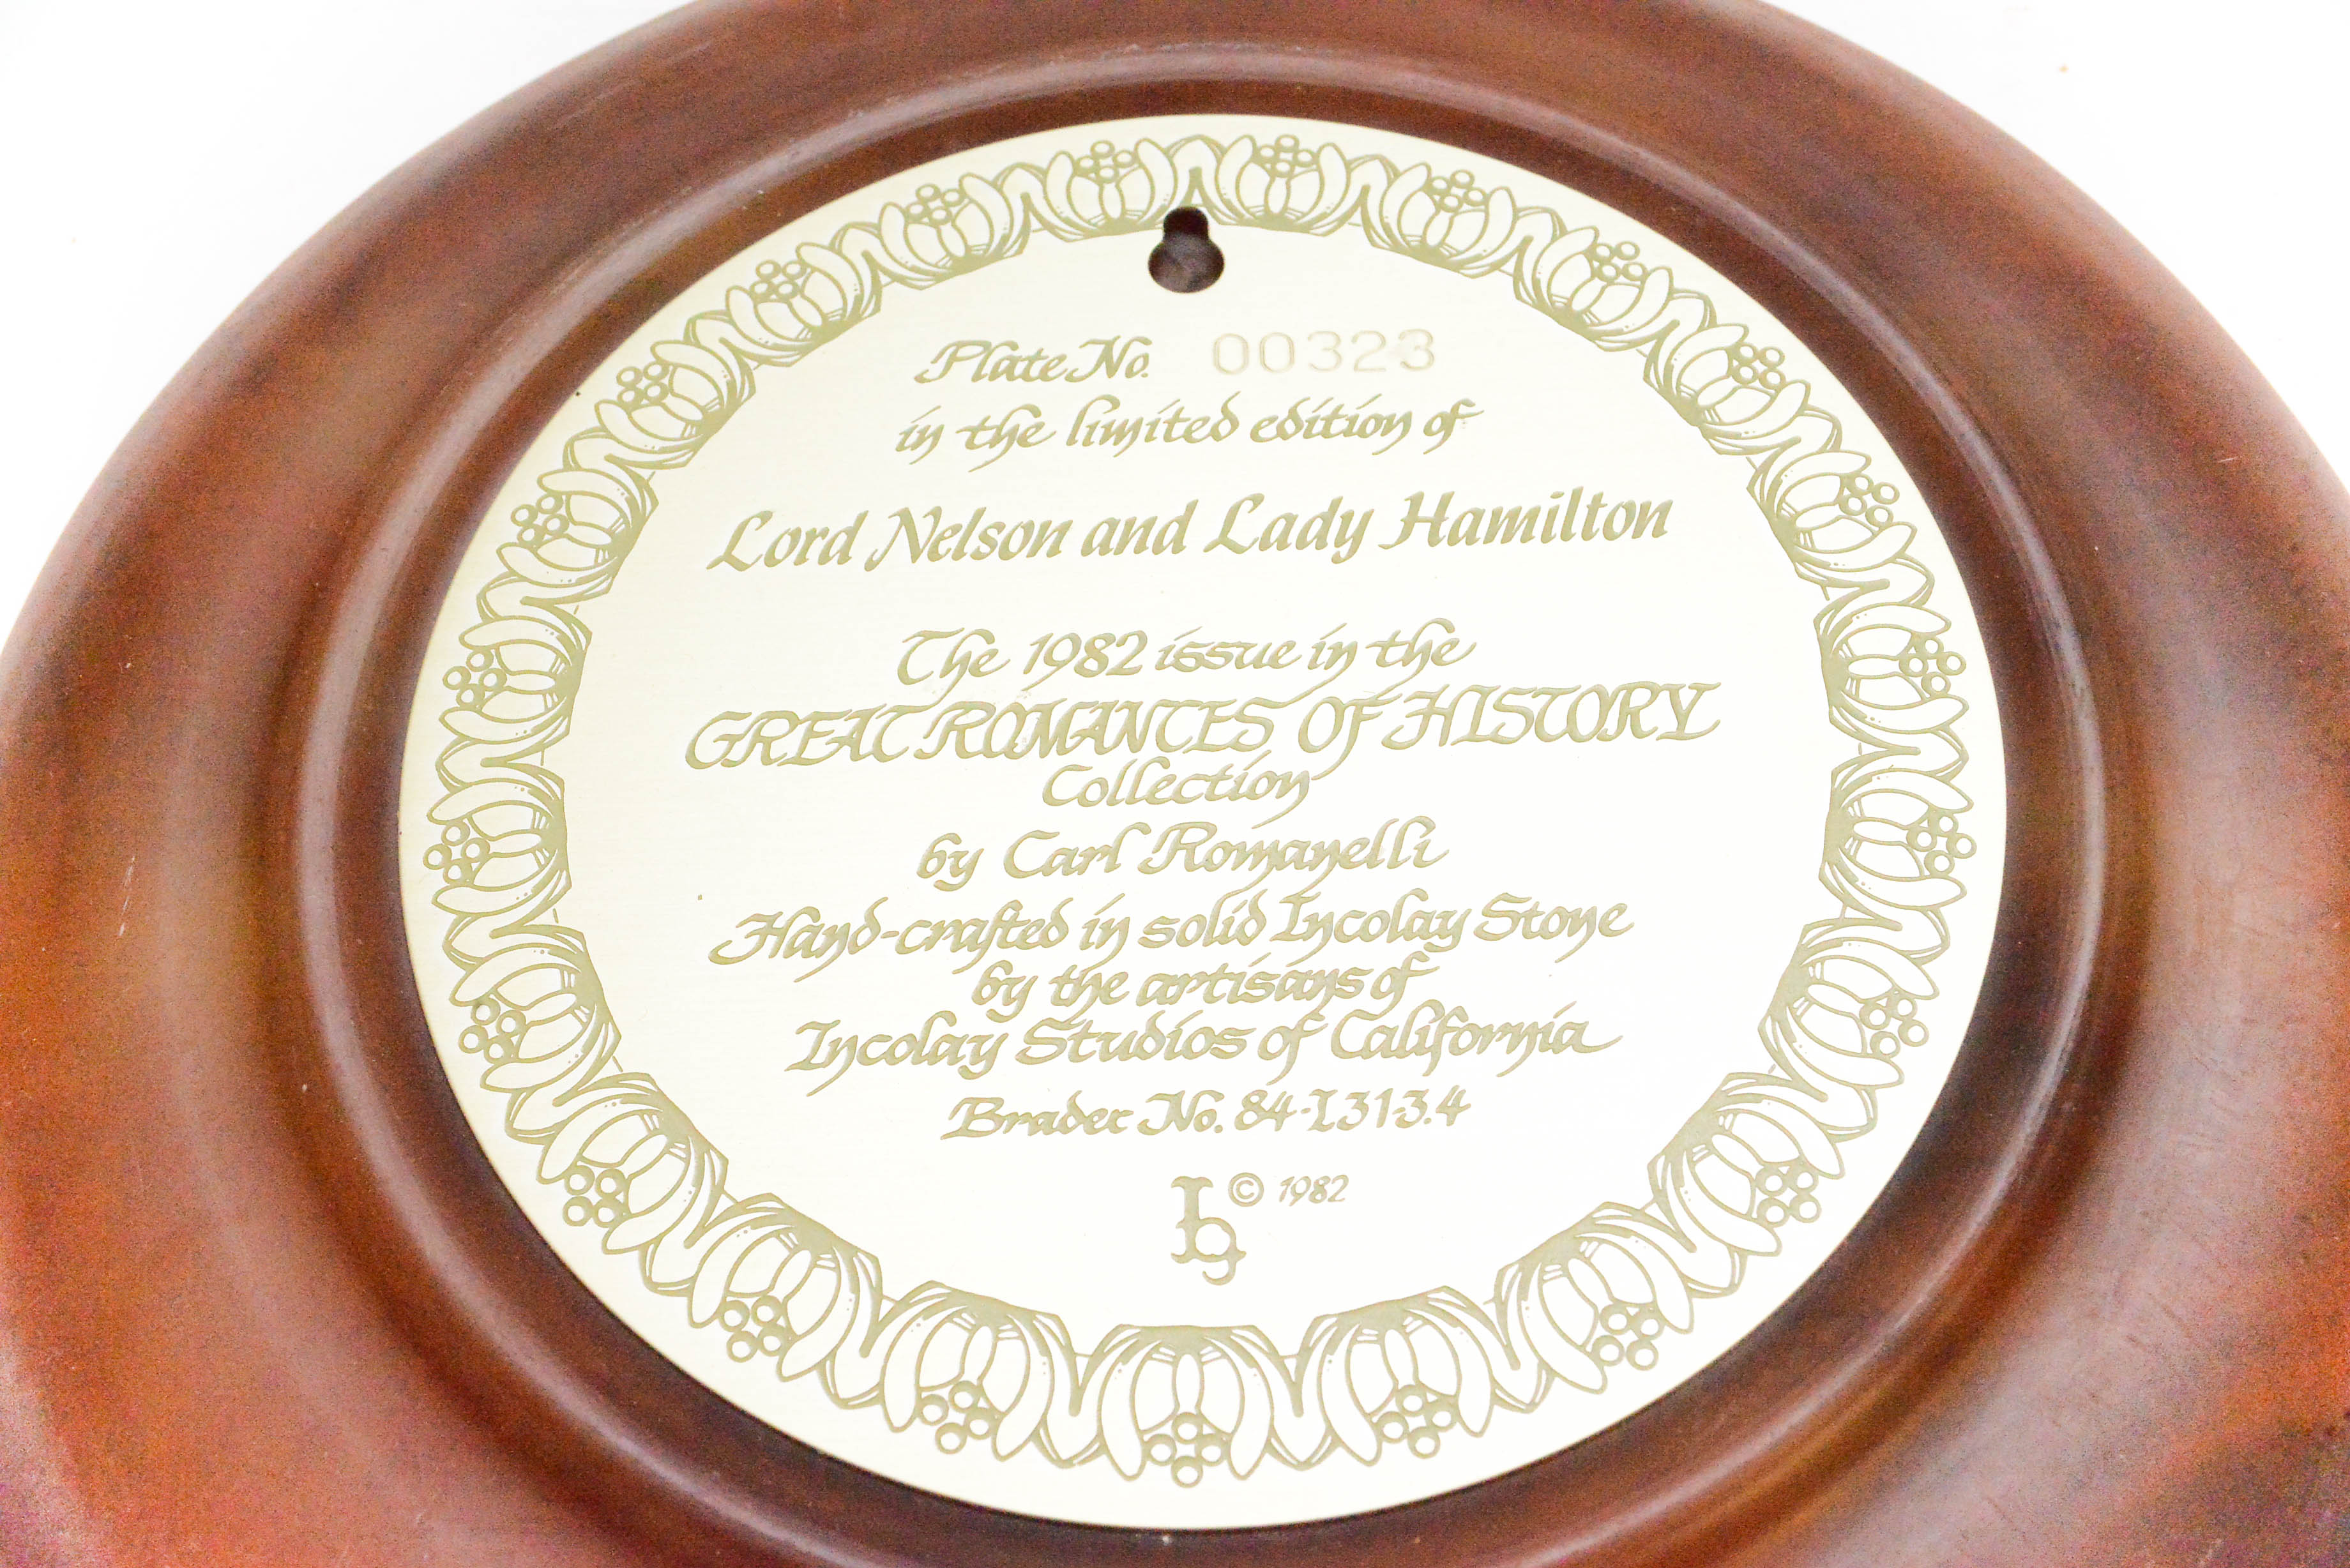 Plate No. 00323
in the limited edition of
Lord Nelson and Lady Hamilton
The 1982 issue in the
GREAT ROMANCES OF HISTORY
Collection
by Carl Romanelli
Hand-crafted in solid Incolay Stone
by the artisans of
Incolay Studios of California
Bradex No. 84-I31-3.4
© 1982